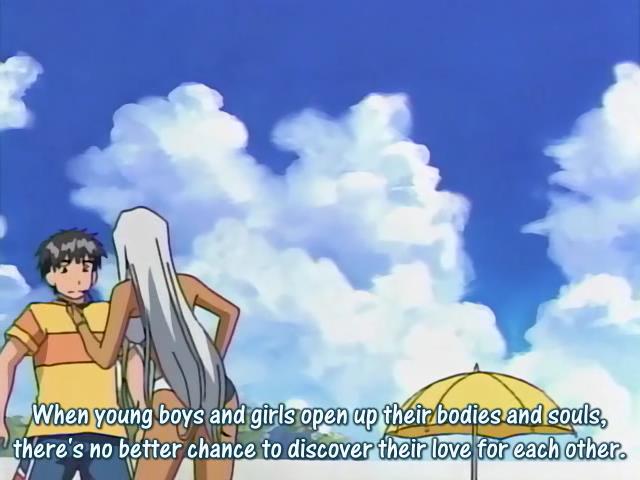 When young boys and girls open up their bodies and souls,
there's no better chance to discover their love for each other.